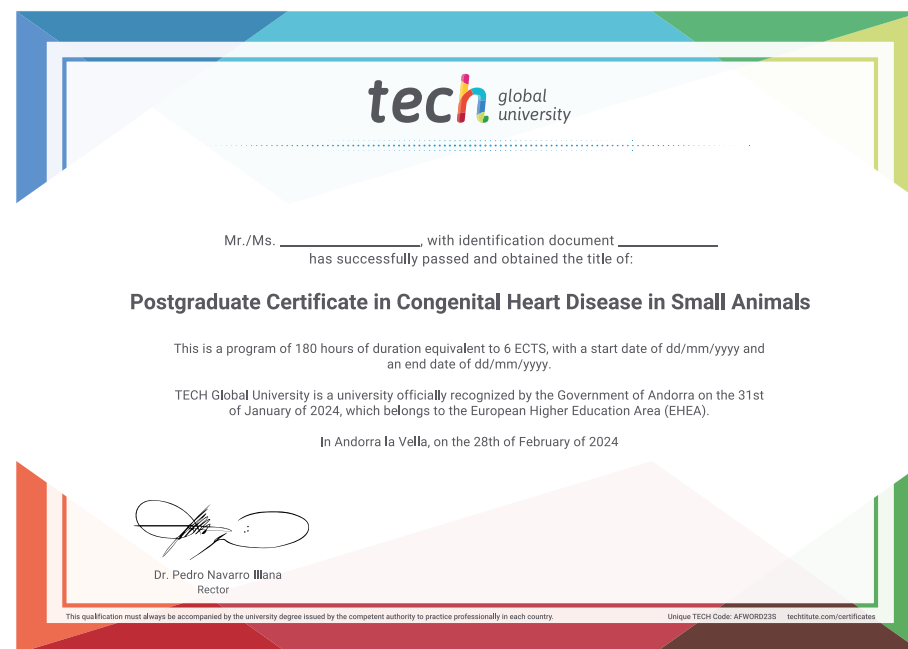 tech global university
Mr./Ms. ____________________, with identification document ______________
has successfully passed and obtained the title of:
Postgraduate Certificate in Congenital Heart Disease in Small Animals
This is a program of 180 hours of duration equivalent to 6 ECTS, with a start date of dd/mm/yyyy and
an end date of dd/mm/yyyy.
TECH Global University is a university officially recognized by the Government of Andorra on the 31st
of January of 2024, which belongs to the European Higher Education Area (EHEA).
In Andorra la Vella, on the 28th of February of 2024
Dr. Pedro Navarro Illana
Rector
This qualification must always be accompanied by the university degree issued by the competent authority to practice professionally in each country.
Unique TECH Code: AFWORD23S techtitute.com/certificates